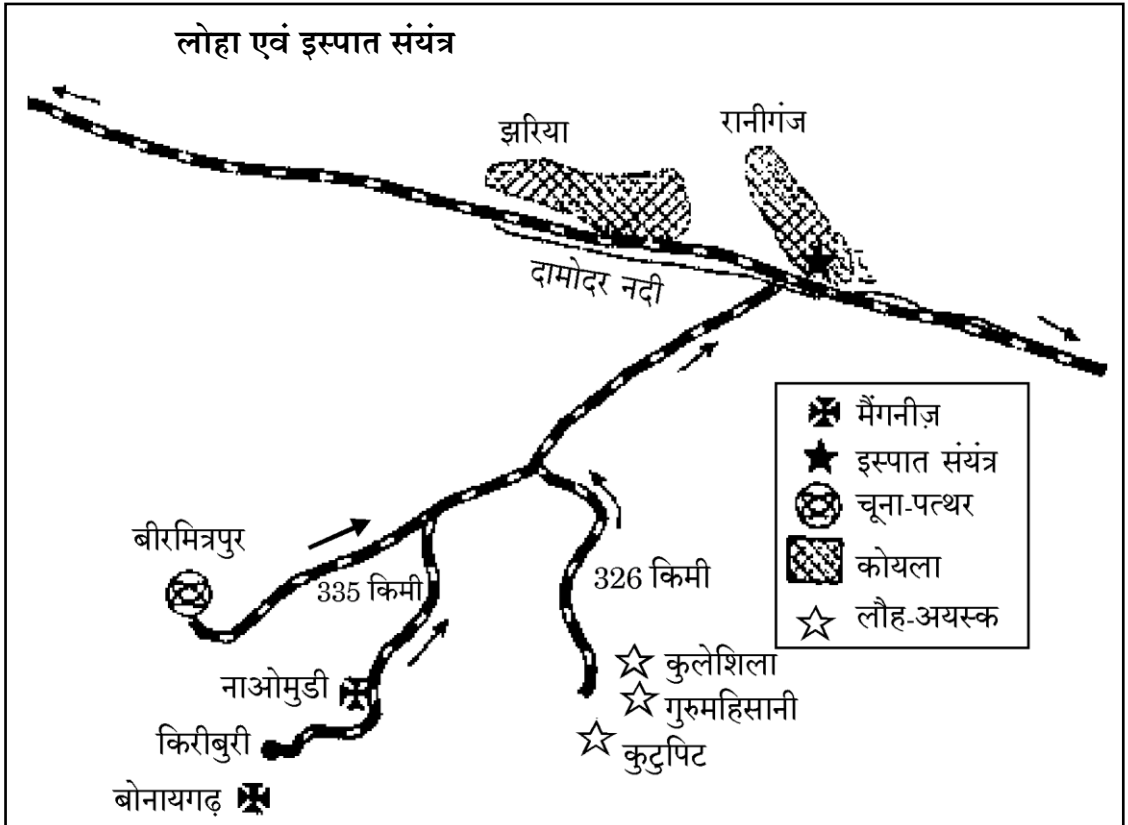 लोहा एवं इस्पात संयंत्र
झरिया
रानीगंज
दामोदर नदी
मैंगनीज़
इस्पात संयंत्र
चूना-पत्थर
कोयला
लौह-अयस्क
बीरमित्रपुर
335 किमी
326 किमी
नाओमुडी
किरीबुरी
बोनायगढ़
कुलेशिला
गुरुमहिसानी
कुटुपिट